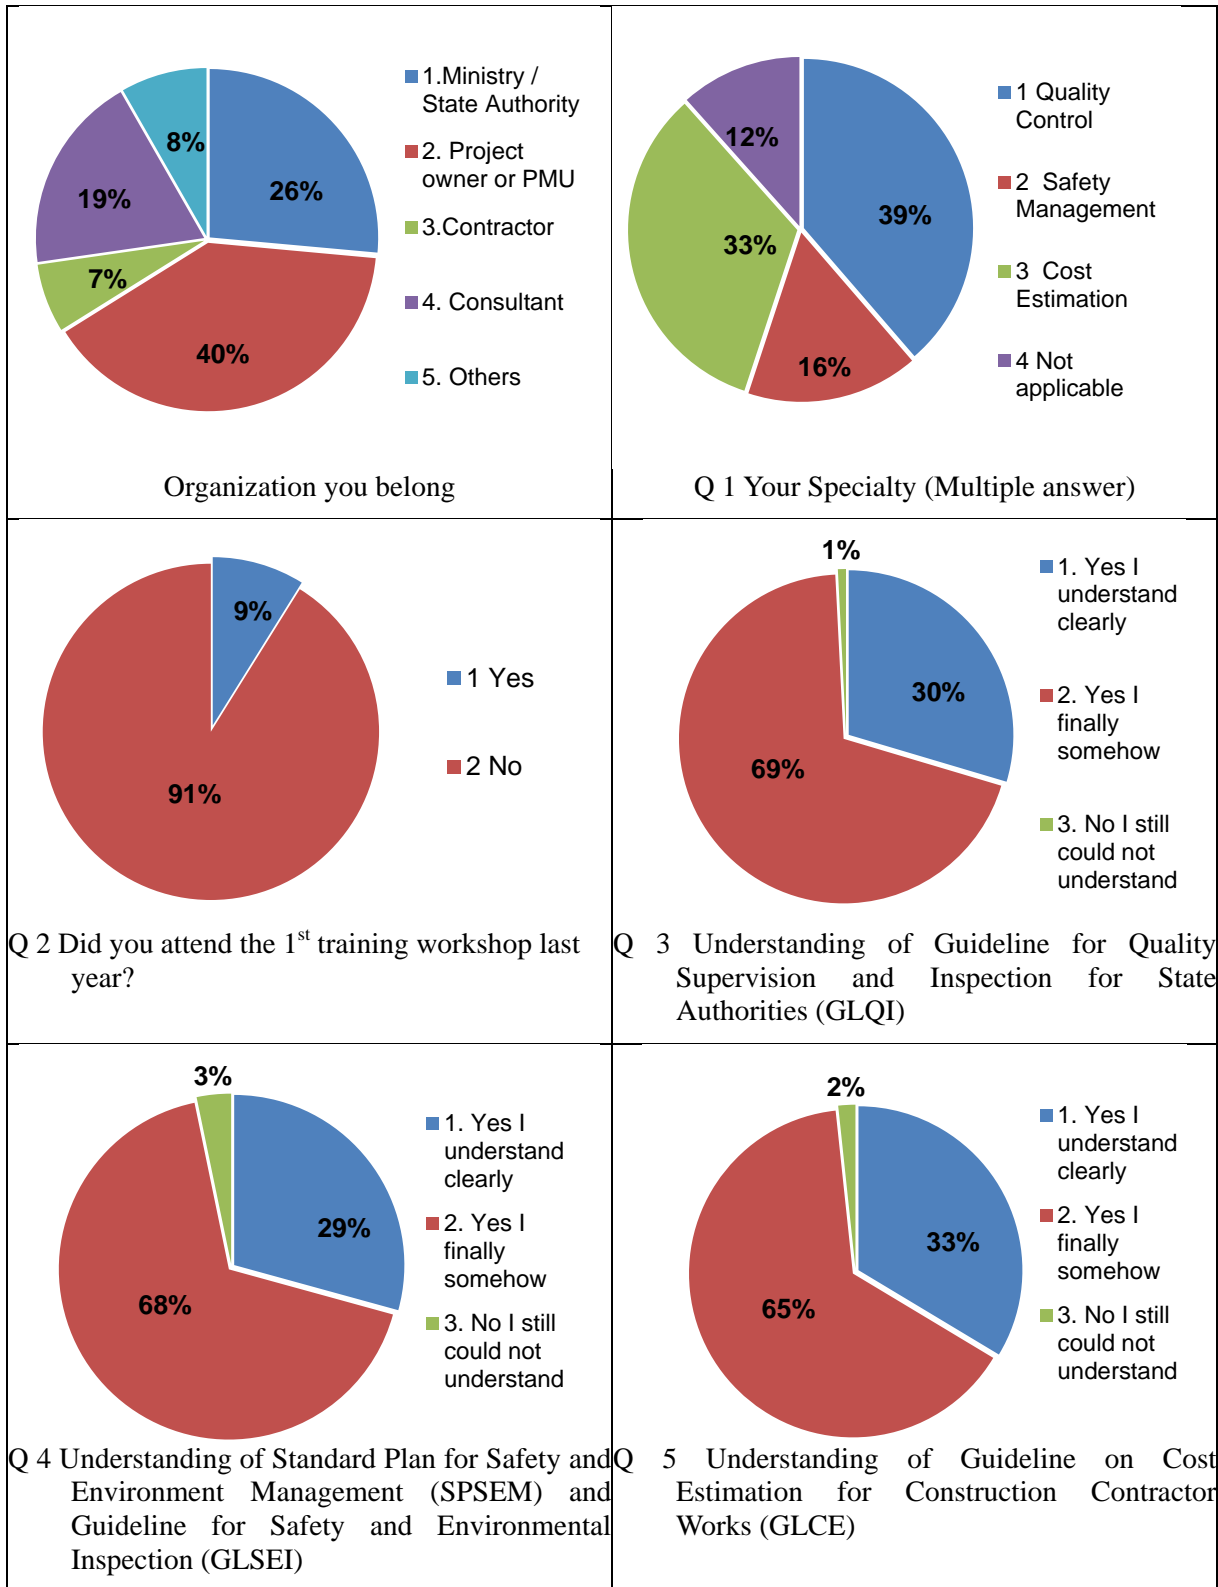 26%
40%
7%
19%
8%
1.Ministry /
State Authority
2. Project
owner or PMU
3.Contractor
4. Consultant
5. Others
Organization you belong
39%
16%
33%
12%
1 Quality
Control
2 Safety
Management
3 Cost
Estimation
4 Not
applicable
Q 1 Your Specialty (Multiple answer)
9%
91%
1 Yes
2 No
Q 2 Did you attend the 1st training workshop last
year?
1%
30%
69%
1. Yes I
understand
clearly
2. Yes I
finally
somehow
3. No I still
could not
understand
Q 3 Understanding of Guideline for Quality
Supervision and Inspection for State
Authorities (GLQI)
3%
29%
68%
1. Yes I
understand
clearly
2. Yes I
finally
somehow
3. No I still
could not
understand
Q 4 Understanding of Standard Plan for Safety and
Environment Management (SPSEM) and
Guideline for Safety and Environmental
Inspection (GLSEI)
2%
33%
65%
1. Yes I
understand
clearly
2. Yes I
finally
somehow
3. No I still
could not
understand
Q 5 Understanding of Guideline on Cost
Estimation for Construction Contractor
Works (GLCE)